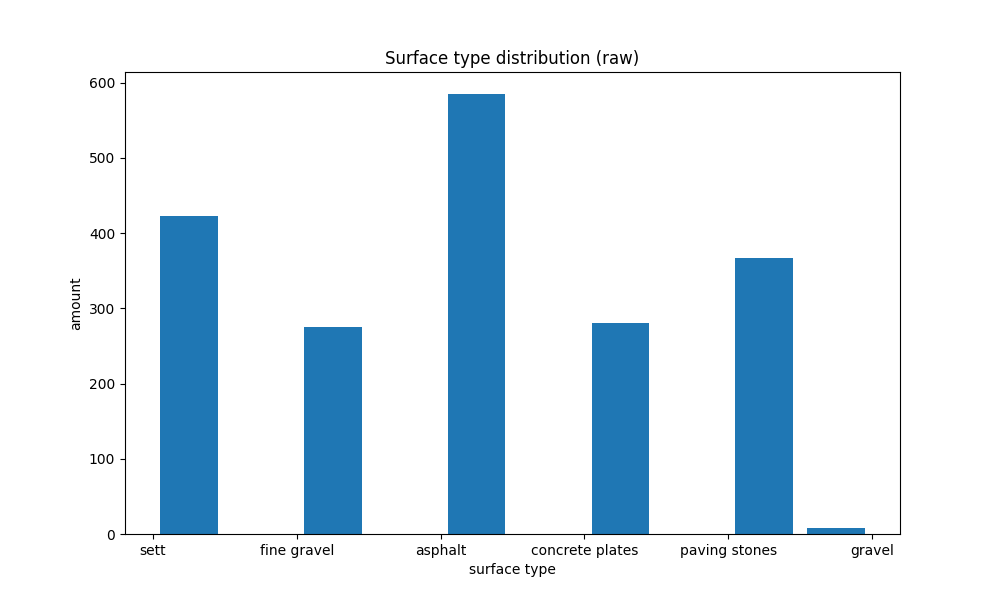 Surface type distribution (raw)
600
500
400
300
200
100
0
amount
sett fine gravel asphalt concrete plates paving stones gravel
surface type